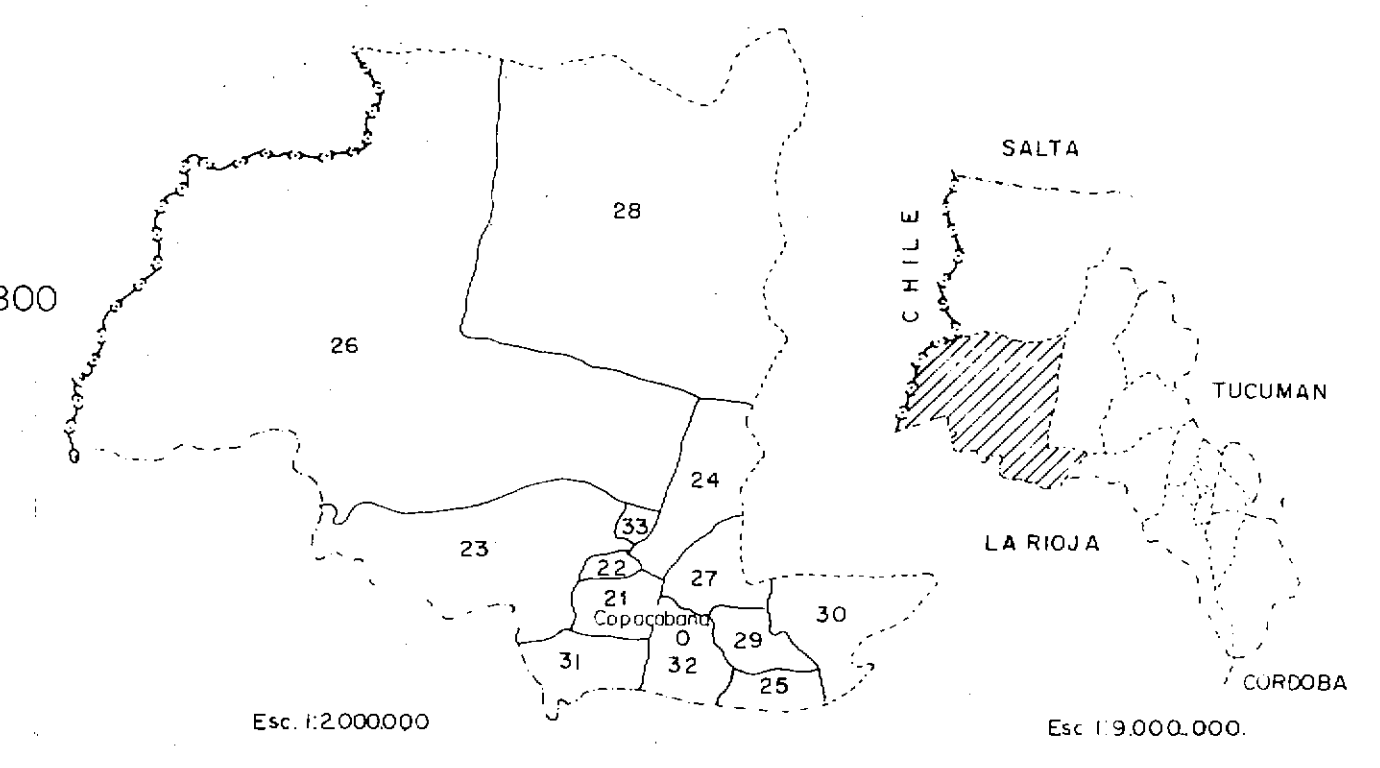 SALTA
28
CHILE
300
26
TUCUMAN
24
33
23
LA RIOJA
22
27
21
Copacabana
30
O
29
31
32
25
CORDOBA
Esc. 1:2.000.000
Esc 1:9.000.000.